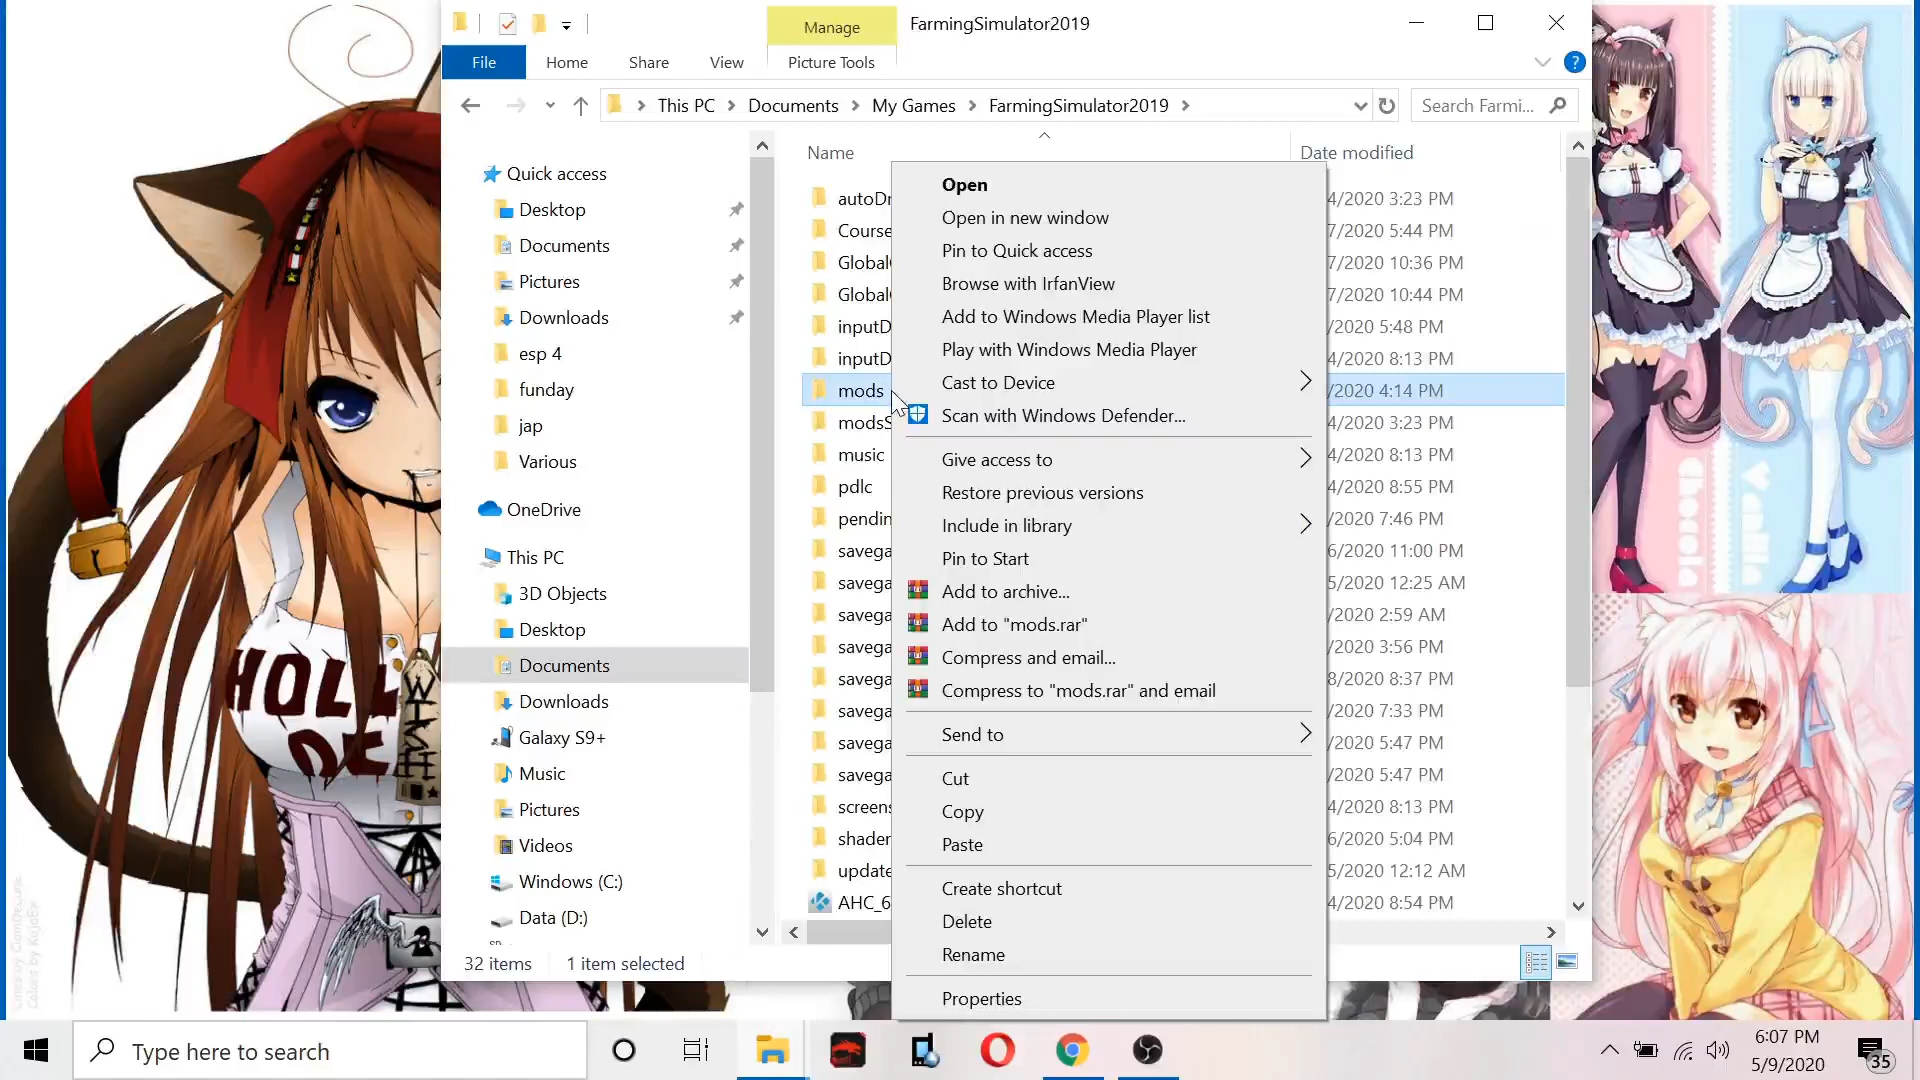 Manage
FarmingSimulator2019
File
Home
Share
View
Picture Tools
This PC
Documents
My Games
FarmingSimulator2019
Search Farmi...
Name
Date modified
Quick access
Desktop
Documents
Pictures
Downloads
esp 4
funday
jap
Various
OneDrive
This PC
3D Objects
Desktop
Documents
Downloads
Galaxy S9+
Music
Pictures
Videos
Windows (C:)
Data (D:)
autoDr
4/2020 3:23 PM
Course
7/2020 5:44 PM
Global
7/2020 10:36 PM
Global
7/2020 10:44 PM
inputD
/2020 5:48 PM
inputD
4/2020 8:13 PM
mods
/2020 4:14 PM
modsS
4/2020 3:23 PM
music
4/2020 8:13 PM
pdlc
4/2020 8:55 PM
pendin
/2020 7:46 PM
savega
6/2020 11:00 PM
savega
5/2020 12:25 AM
savega
/2020 2:59 AM
savega
/2020 3:56 PM
savega
8/2020 8:37 PM
savega
/2020 7:33 PM
savega
/2020 5:47 PM
savega
/2020 5:47 PM
screens
4/2020 8:13 PM
shader
6/2020 5:04 PM
update
5/2020 12:12 AM
AHC_6
4/2020 8:54 PM
Open
Open in new window
Pin to Quick access
Browse with IrfanView
Add to Windows Media Player list
Play with Windows Media Player
Cast to Device
Scan with Windows Defender...
Give access to
Restore previous versions
Include in library
Pin to Start
Add to archive...
Add to "mods.rar"
Compress and email...
Compress to "mods.rar" and email
Send to
Cut
Copy
Paste
Create shortcut
Delete
Rename
Properties
32 items
1 item selected
HOLL
Chocola
Vanilla
Type here to search
6:07 PM
5/9/2020
35